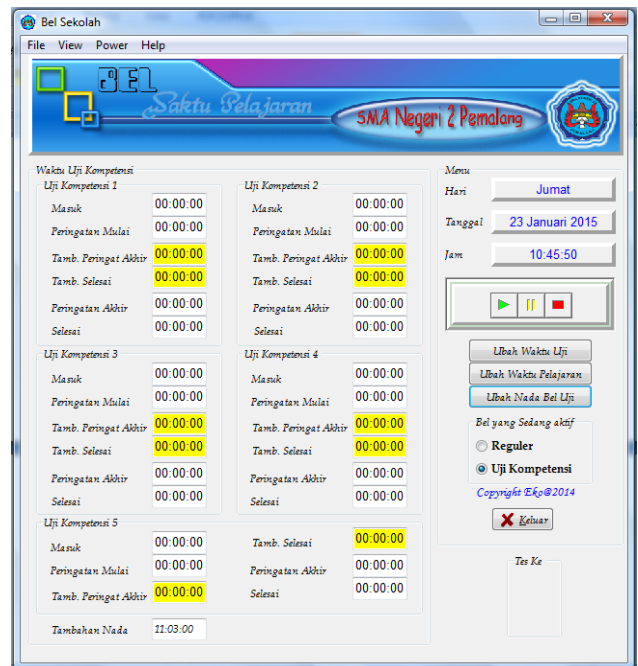 Bel Sekolah
File View Power Help
BEL
Saktu Pelajaran
SMA Negeri 2 Pemalang
Waktu Uji Kompetensi
Uji Kompetensi 1
Masuk 00:00:00
Peringatan Mulai 00:00:00
Tamb. Peringat Akhir 00:00:00
Tamb. Selesai 00:00:00
Peringatan Akhir 00:00:00
Selesai 00:00:00
Uji Kompetensi 2
Masuk 00:00:00
Peringatan Mulai 00:00:00
Tamb. Peringat Akhir 00:00:00
Tamb. Selesai 00:00:00
Peringatan Akhir 00:00:00
Selesai 00:00:00
Uji Kompetensi 3
Masuk 00:00:00
Peringatan Mulai 00:00:00
Tamb. Peringat Akhir 00:00:00
Tamb. Selesai 00:00:00
Peringatan Akhir 00:00:00
Selesai 00:00:00
Uji Kompetensi 4
Masuk 00:00:00
Peringatan Mulai 00:00:00
Tamb. Peringat Akhir 00:00:00
Tamb. Selesai 00:00:00
Peringatan Akhir 00:00:00
Selesai 00:00:00
Uji Kompetensi 5
Masuk 00:00:00
Peringatan Mulai 00:00:00
Tamb. Peringat Akhir 00:00:00
Tamb. Selesai 00:00:00
Peringatan Akhir 00:00:00
Selesai 00:00:00
Tambahan Nada 11:03:00
Menu
Hari Jumat
Tanggal 23 Januari 2015
Jam 10:45:50
Ubah Waktu Uji
Ubah Waktu Pelajaran
Ubah Nada Bel Uji
Bel yang Sedang aktif
Reguler
Uji Kompetensi
Copyright Eko@2014
Keluar
Tes Ke